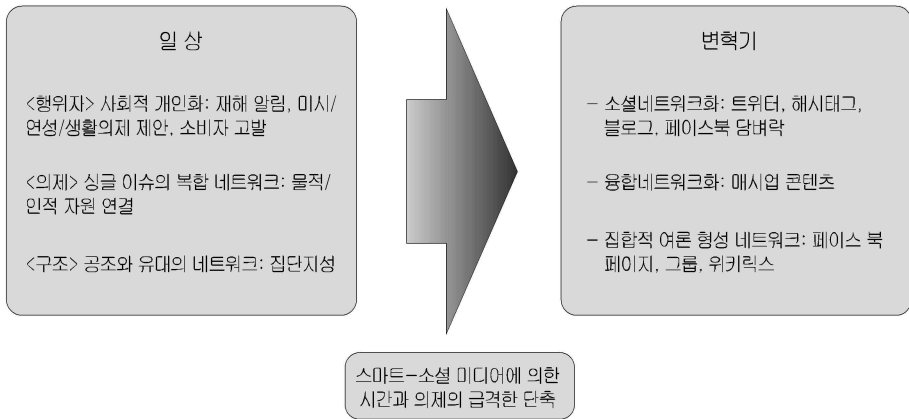 일 상
<행위자> 사회적 개인화: 재해 알림, 미시/
연성/생활의제 제안, 소비자 고발
<의제> 싱글 이슈의 복합 네트워크: 물적/
인적 자원 연결
<구조> 공조와 유대의 네트워크: 집단지성
변혁기
– 소셜네트워크화: 트위터, 해시태그,
블로그, 페이스북 담벼락
– 융합네트워크화: 매시업 콘텐츠
– 집합적 여론 형성 네트워크: 페이스 북
페이지, 그룹, 위키릭스
스마트-소셜 미디어에 의한
시간과 의제의 급격한 단축